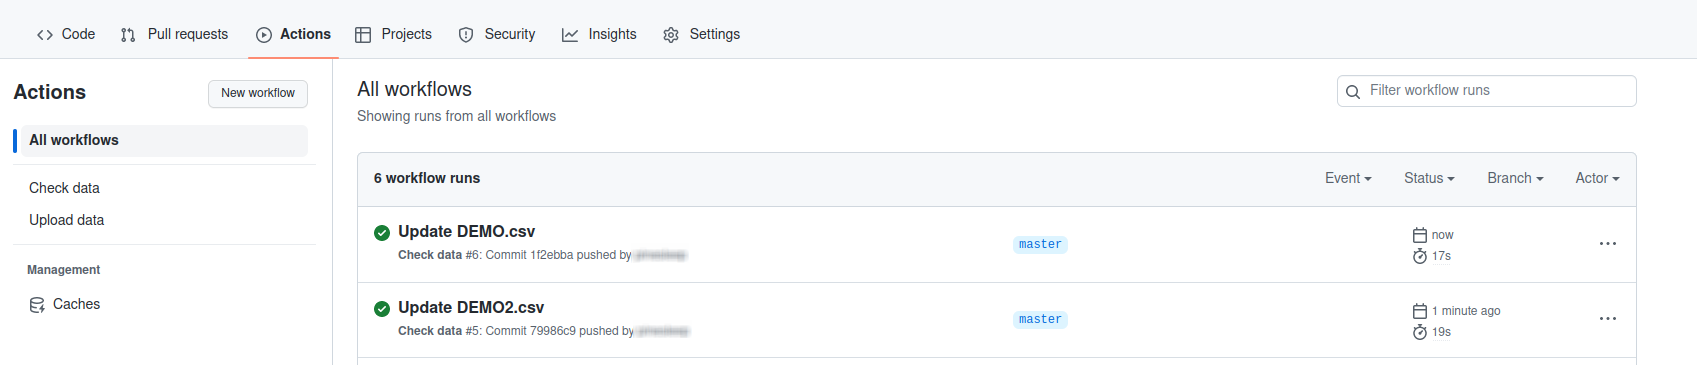 Code Pull requests Actions Projects Security Insights Settings
Actions
New workflow
All workflows
Check data
Upload data
Management
Caches
All workflows
Showing runs from all workflows
Filter workflow runs
6 workflow runs
Event Status Branch Actor
Update DEMO.csv
Check data #6: Commit 1f2ebba pushed by
master
now
17s
Update DEMO2.csv
Check data #5: Commit 79986c9 pushed by
master
1 minute ago
19s